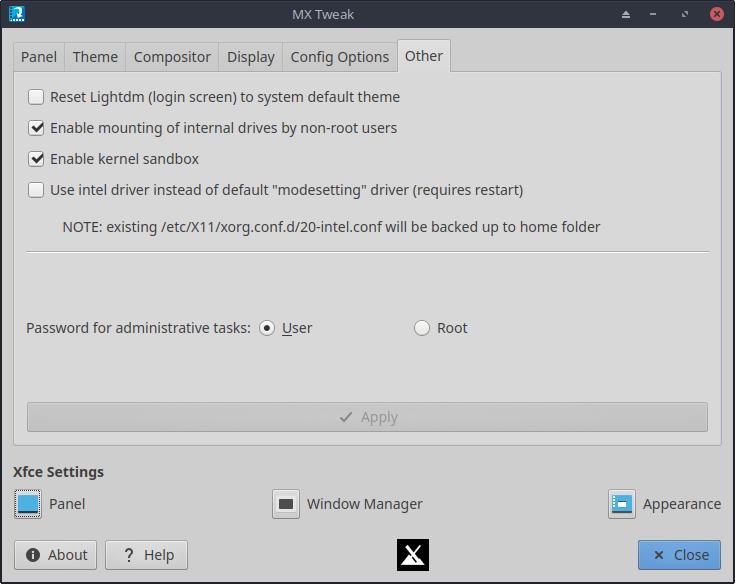 MX Tweak
Panel Theme Compositor Display Config Options Other
Reset Lightdm (login screen) to system default theme
Enable mounting of internal drives by non-root users
Enable kernel sandbox
Use intel driver instead of default "modesetting" driver (requires restart)
NOTE: existing /etc/X11/xorg.conf.d/20-intel.conf will be backed up to home folder
Password for administrative tasks: User Root
Apply
Xfce Settings
Panel Window Manager Appearance
About Help Close